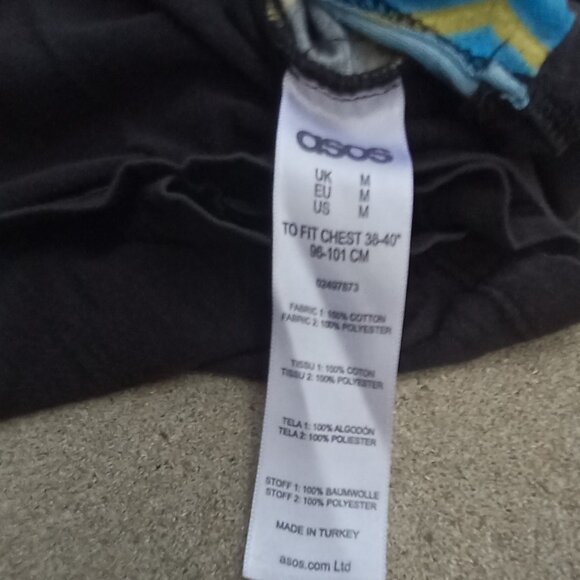 asos
UK M
EU M
US M
TO FIT CHEST 38-40"
96-101 CM
02497873
FABRIC 1: 100% COTTON
FABRIC 2: 100% POLYESTER
TISSU 1: 100% COTON
TISSU 2: 100% POLYESTER
TELA 1: 100% ALGODÓN
TELA 2: 100% POLIESTER
STOFF 1: 100% BAUMWOLLE
STOFF 2: 100% POLYESTER
MADE IN TURKEY
asos.com Ltd